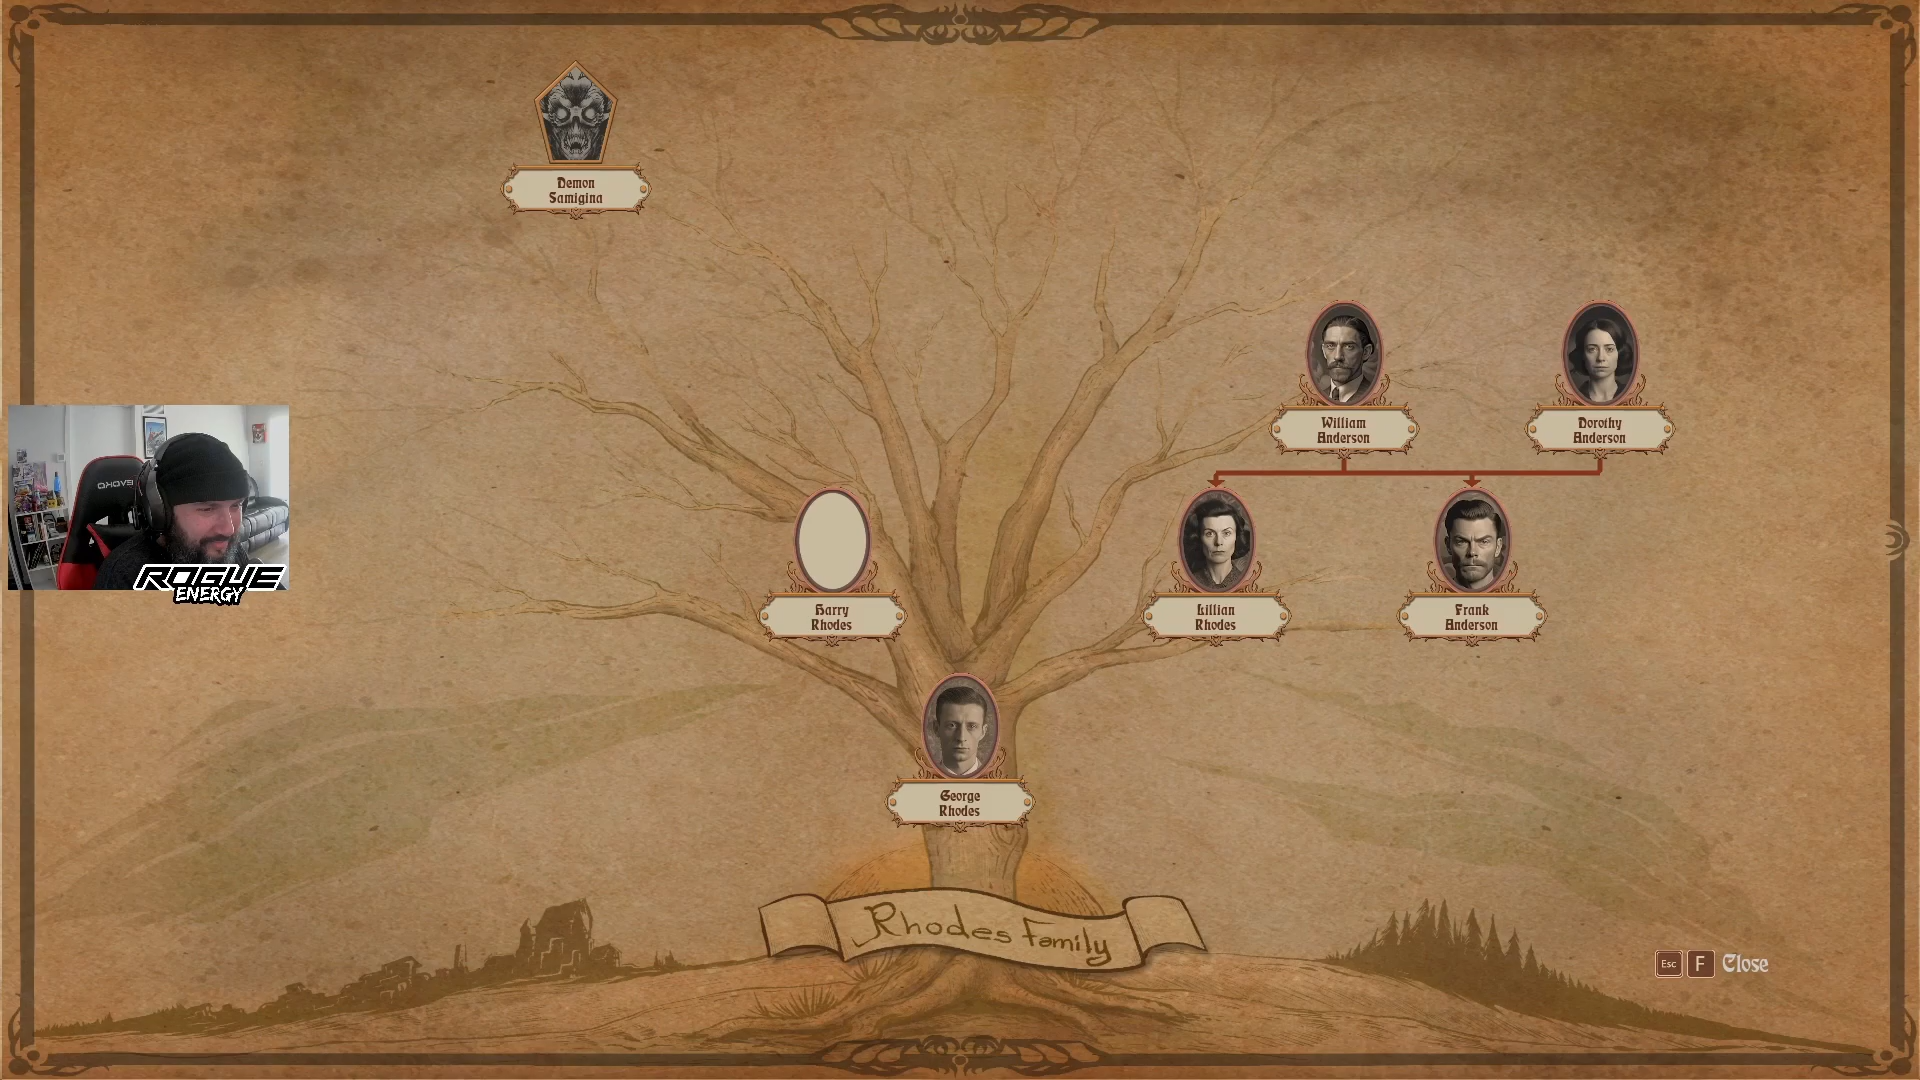 Demon
Samigina
William
Anderson
Dorothy
Anderson
QHOVE
ROGUE
ENERGY
Harry
Rhodes
Lillian
Rhodes
Frank
Anderson
George
Rhodes
Rhodes Family
Esc F Close